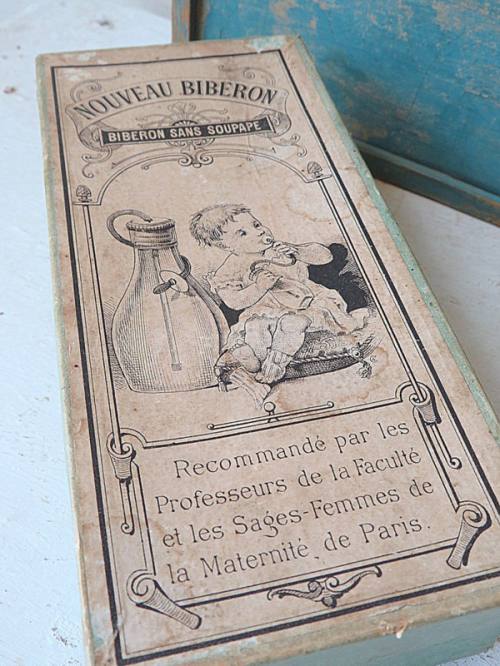 NOUVEAU BIBERON
BIBERON SANS SOUPAPE
Recommandé par les
Professeurs de la Faculté
et les Sages-Femmes de
la Maternité de Paris.